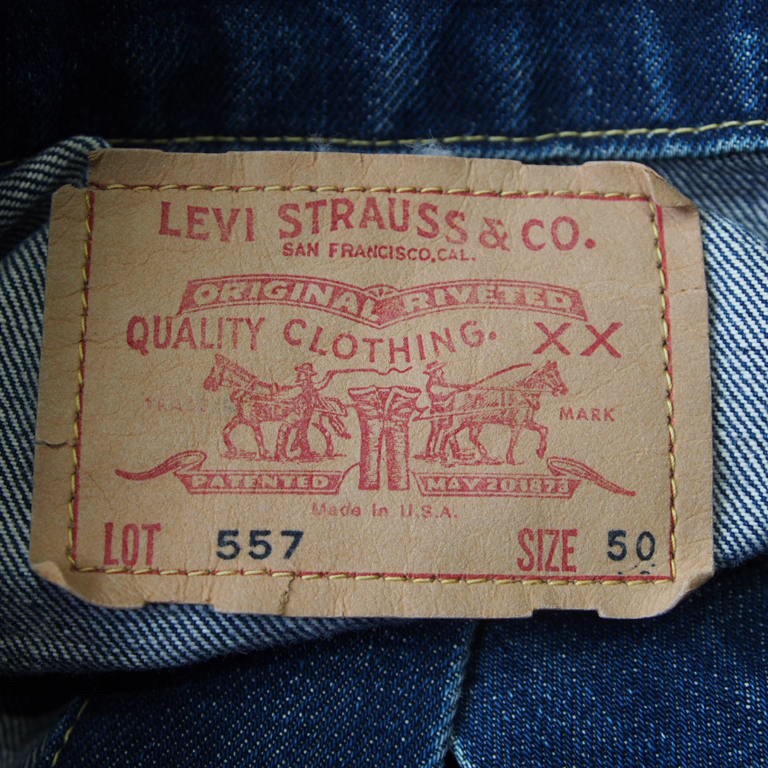 LEVI STRAUSS & CO.
SAN FRANCISCO, CAL.
ORIGINAL RIVETED
QUALITY CLOTHING. XX
TRADE MARK
PATENTED MAY 20 1873
Made in U.S.A.
LOT 557 SIZE 50